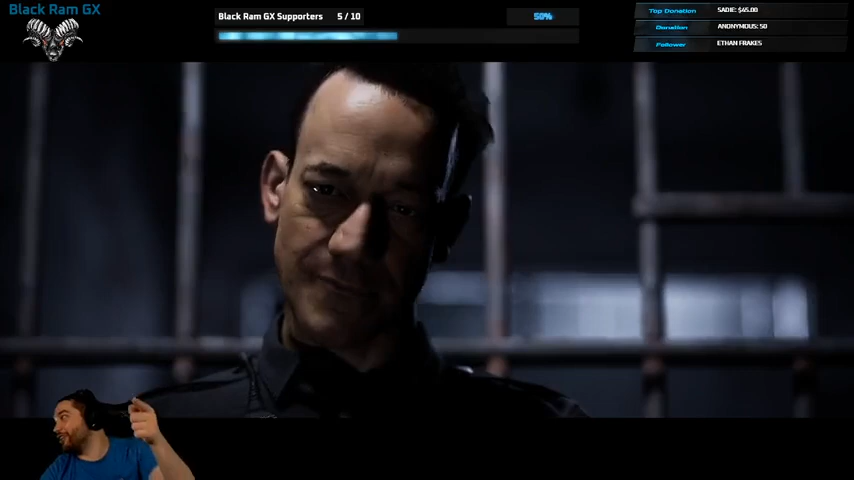 Black Ram GX
Black Ram GX Supporters 5 / 10
50%
Top Donation SADIE: $65.00
Donation ANONYMOUS: 50
Follower ETHAN FRAKES